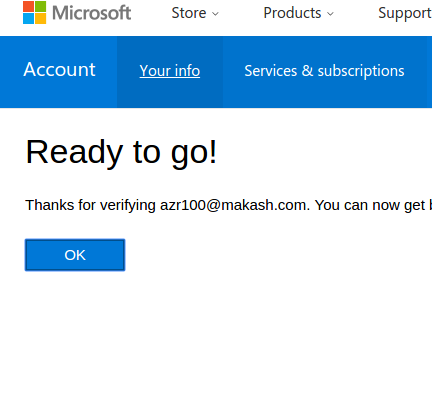 Microsoft Store Products Support
Account Your info Services & subscriptions
Ready to go!
Thanks for verifying azr100@makash.com. You can now get
OK